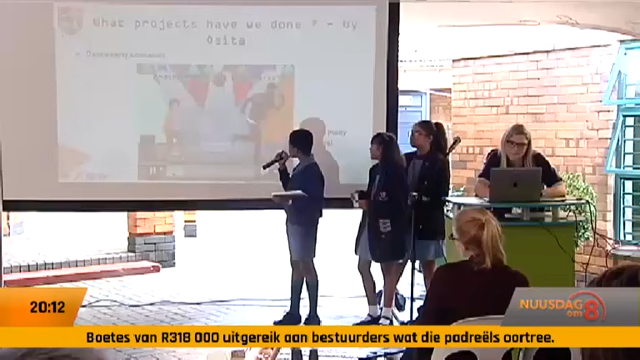 What projects have we done ? - by
Osita
20:12
NUUSDAG
om 8
Boetes van R318 000 uitgereik aan bestuurders wat die padreëls oortree.